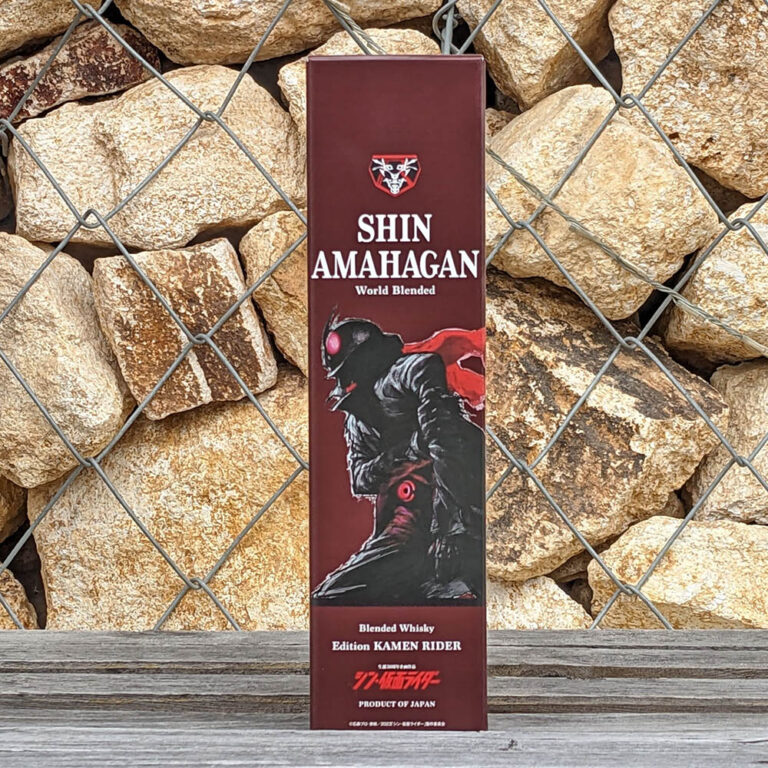 SHIN
AMAHAGAN
World Blended
Blended Whisky
Edition KAMEN RIDER
シン・仮面ライダー
PRODUCT OF JAPAN